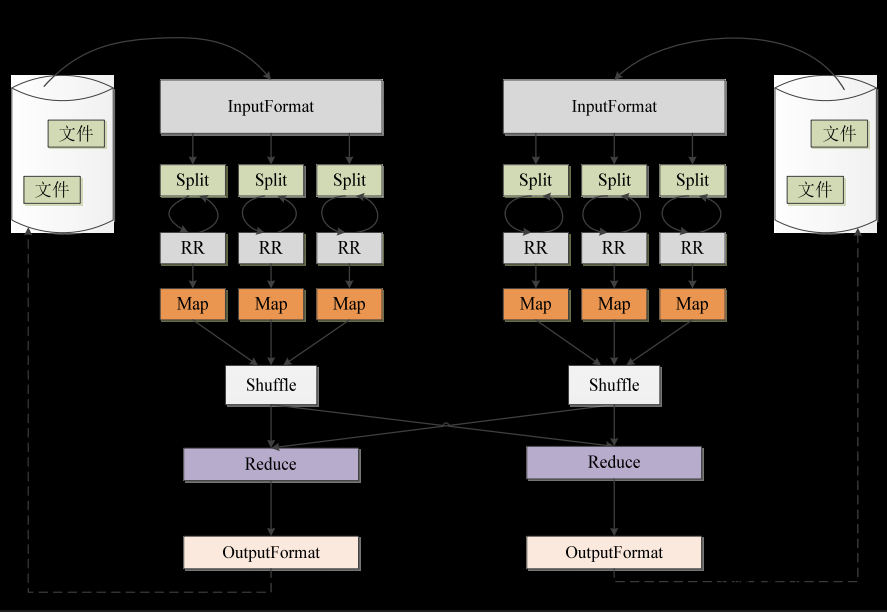 InputFormat InputFormat
文件 文件
Split Split Split Split Split Split
文件 文件
RR RR RR RR RR RR
Map Map Map Map Map Map
Shuffle Shuffle
Reduce Reduce
OutputFormat OutputFormat